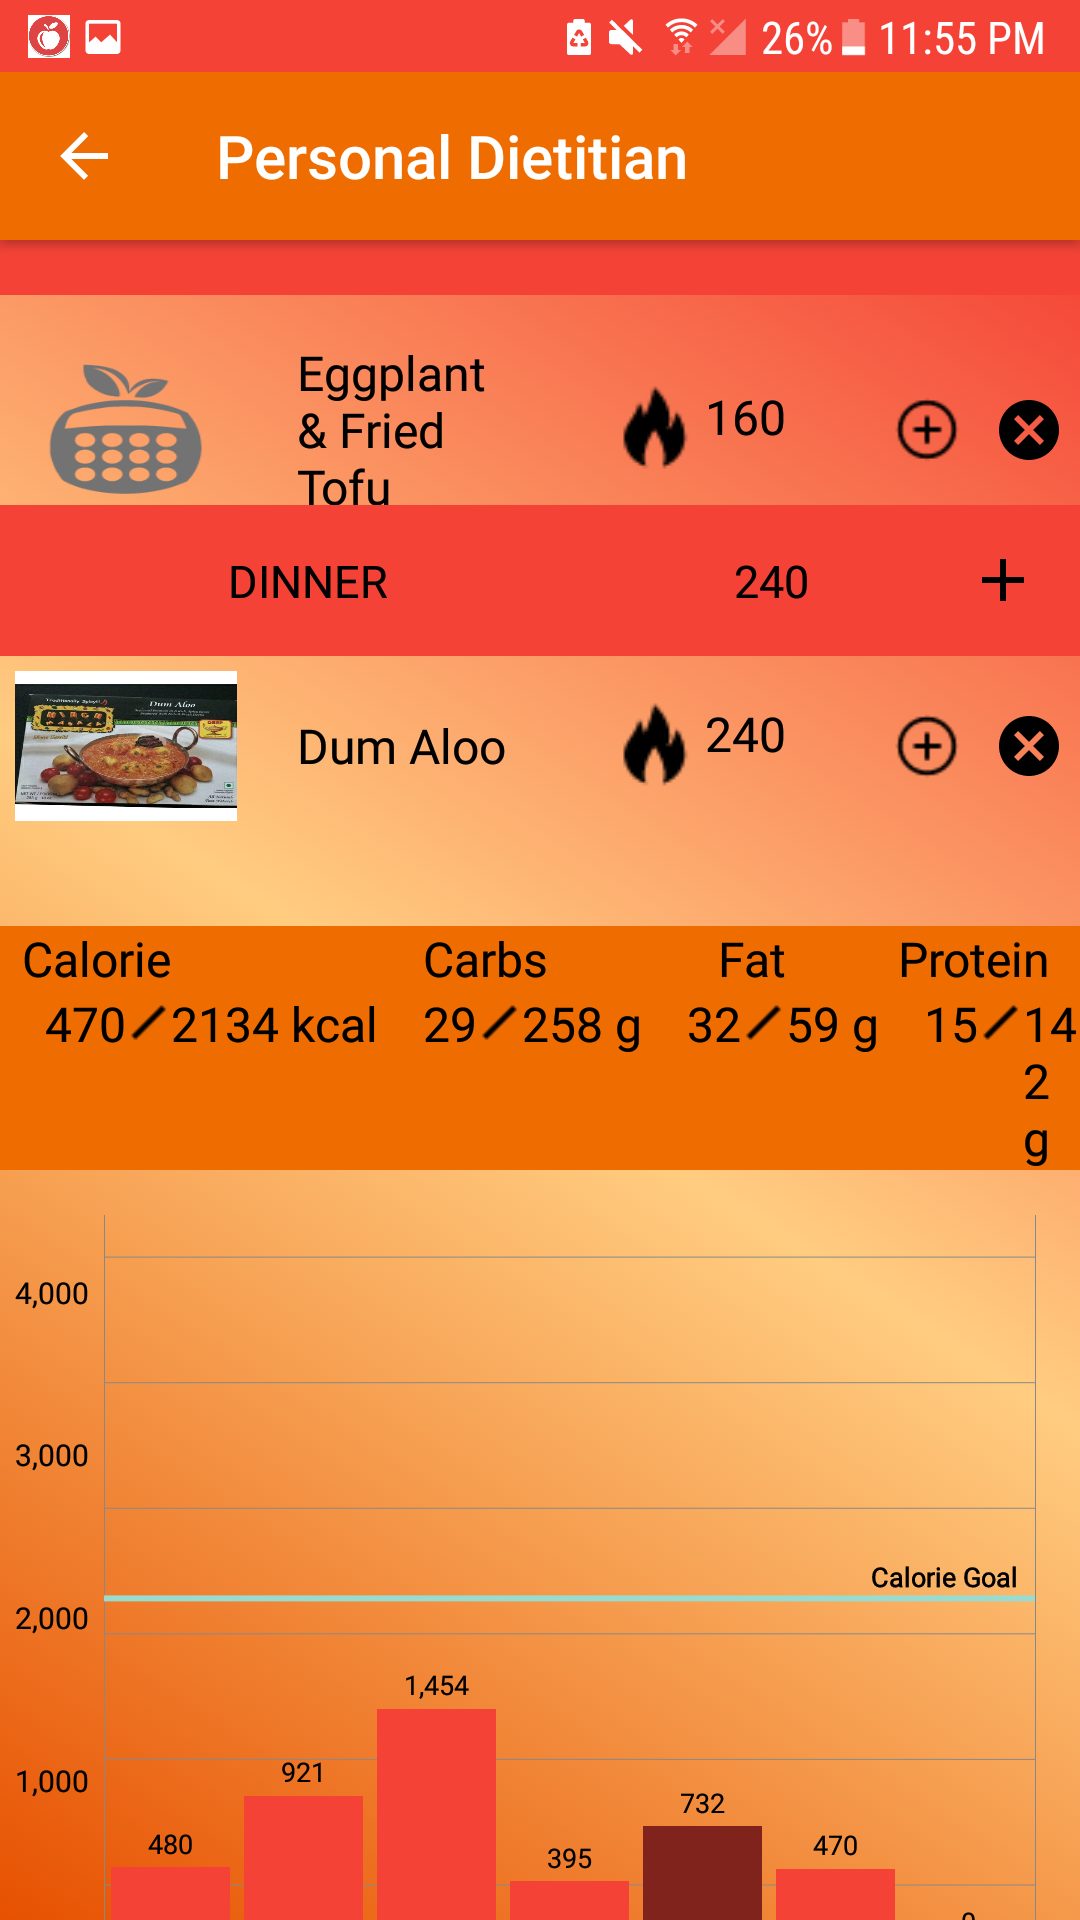 26% 11:55 PM
Personal Dietitian
Eggplant
& Fried
Tofu
160
DINNER 240 +
Dum Aloo
Dum Aloo 240
Calorie Carbs Fat Protein
470/2134 kcal 29/258 g 32/59 g 15/14
2
g
4,000
3,000
Calorie Goal
2,000
1,454
1,000
921
732
480
395
470
0